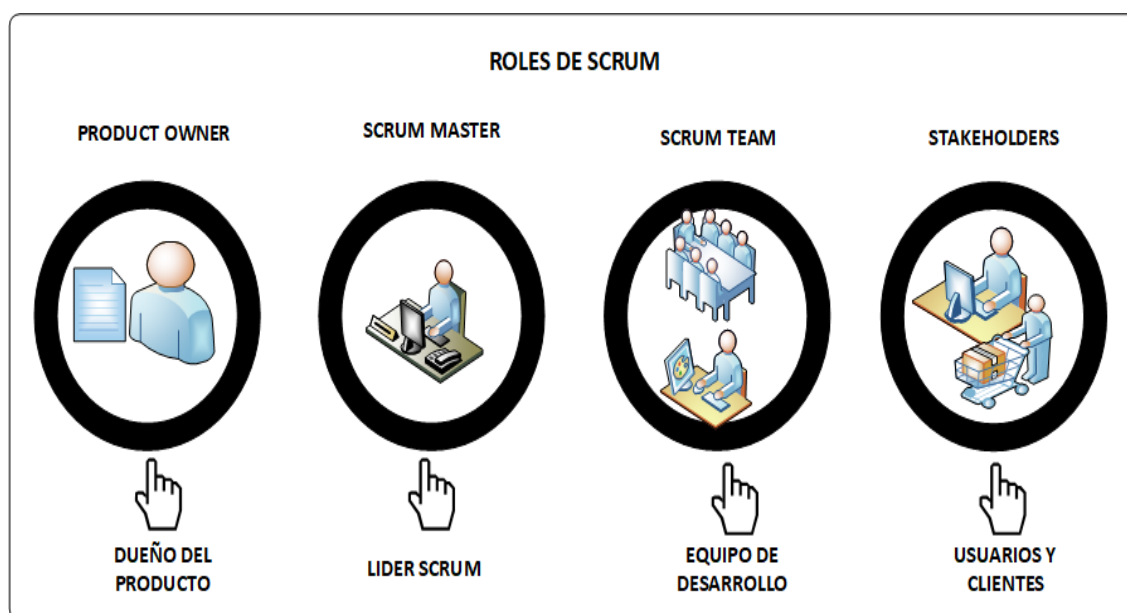 ROLES DE SCRUM
PRODUCT OWNER
SCRUM MASTER
SCRUM TEAM
STAKEHOLDERS
DUEÑO DEL
PRODUCTO
LIDER SCRUM
EQUIPO DE
DESARROLLO
USUARIOS Y
CLIENTES